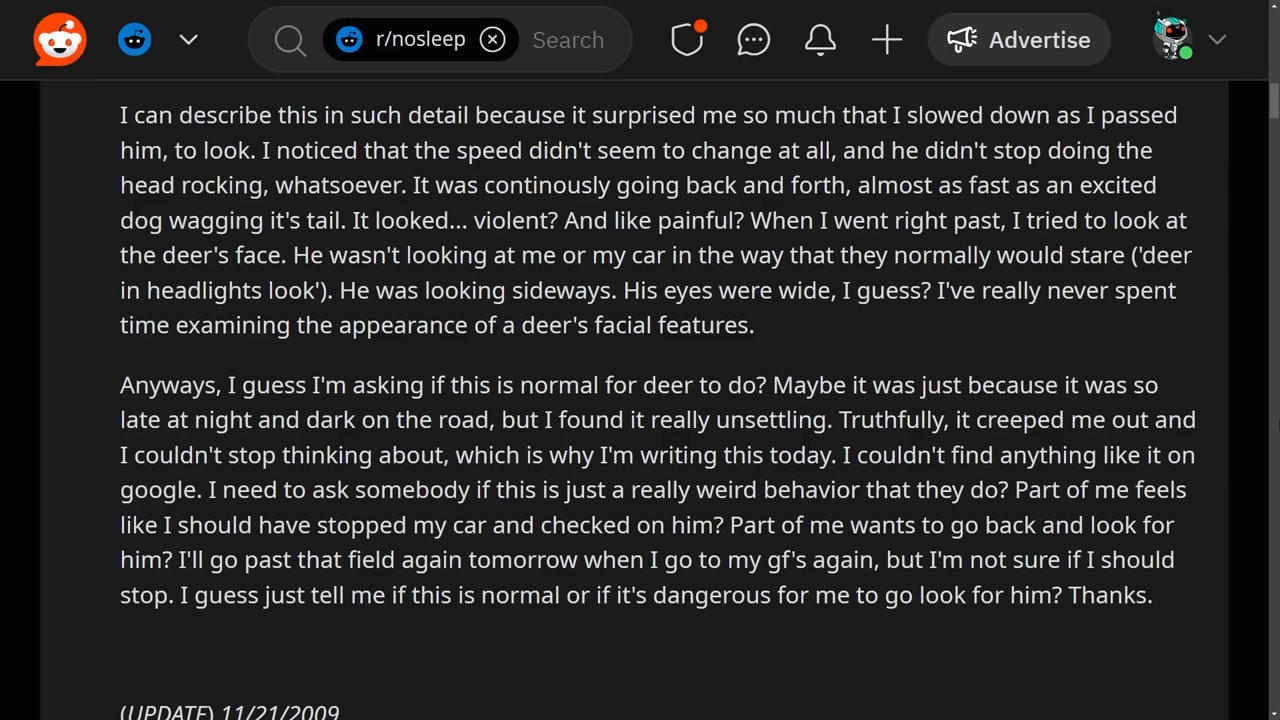 r/nosleep
Search
Advertise
I can describe this in such detail because it surprised me so much that I slowed down as I passed
him, to look. I noticed that the speed didn't seem to change at all, and he didn't stop doing the
head rocking, whatsoever. It was continously going back and forth, almost as fast as an excited
dog wagging it's tail. It looked... violent? And like painful? When I went right past, I tried to look at
the deer's face. He wasn't looking at me or my car in the way that they normally would stare ('deer
in headlights look'). He was looking sideways. His eyes were wide, I guess? I've really never spent
time examining the appearance of a deer's facial features.
Anyways, I guess I'm asking if this is normal for deer to do? Maybe it was just because it was so
late at night and dark on the road, but I found it really unsettling. Truthfully, it creeped me out and
I couldn't stop thinking about, which is why I'm writing this today. I couldn't find anything like it on
google. I need to ask somebody if this is just a really weird behavior that they do? Part of me feels
like I should have stopped my car and checked on him? Part of me wants to go back and look for
him? I'll go past that field again tomorrow when I go to my gf's again, but I'm not sure if I should
stop. I guess just tell me if this is normal or if it's dangerous for me to go look for him? Thanks.
(UPDATE) 11/21/2009